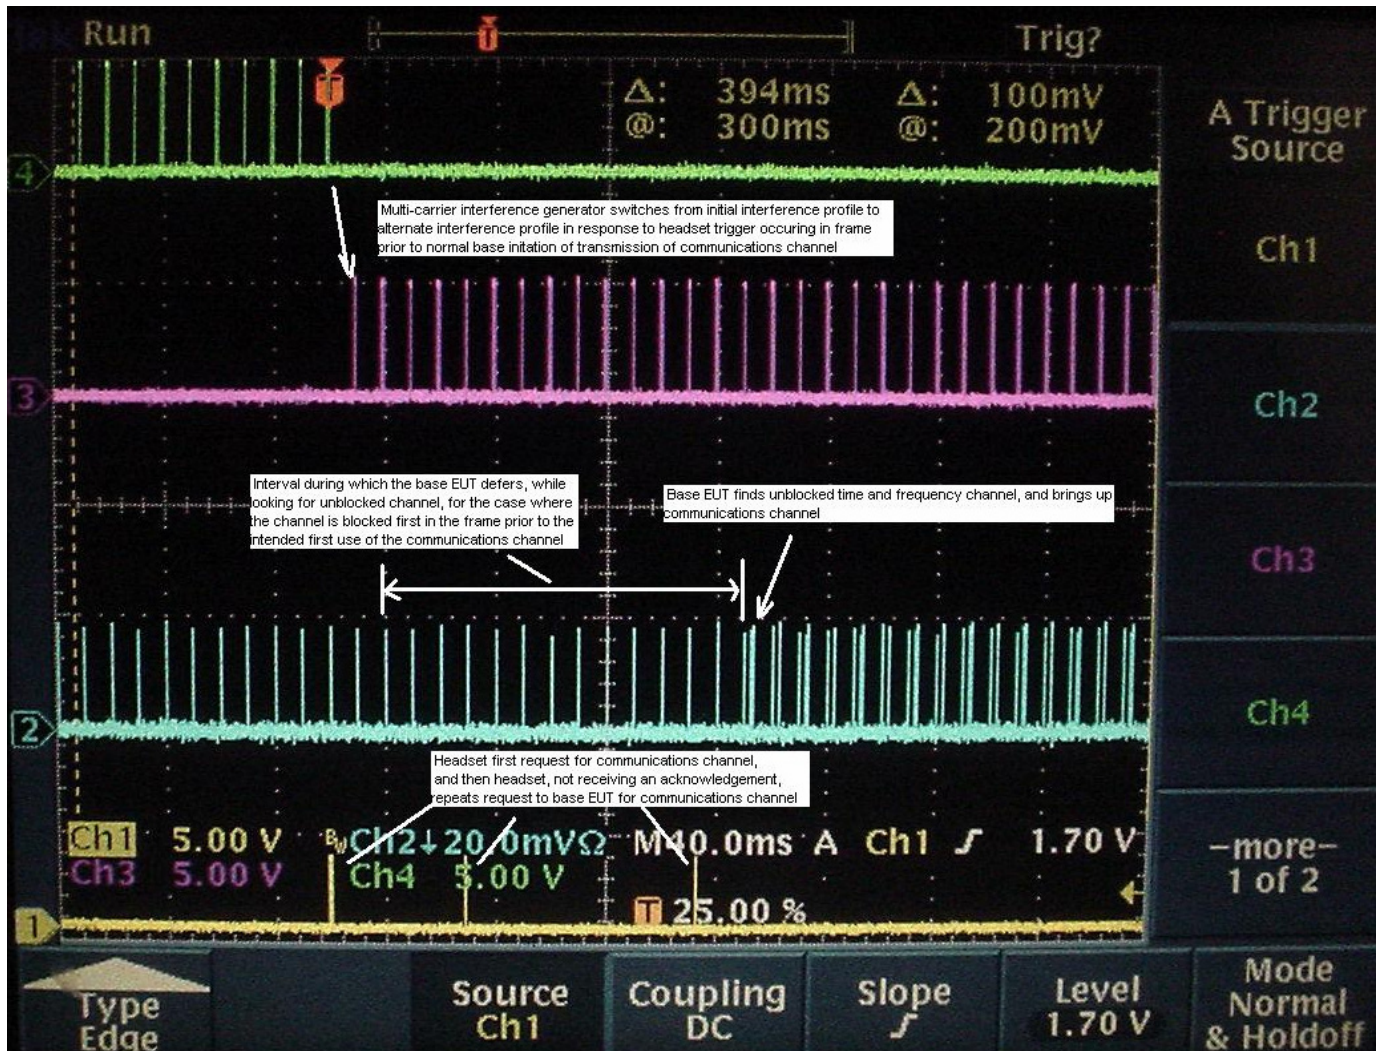 Tek Run
Trig?
Δ: 394ms Δ: 100mV
@: 300ms @: 200mV
A Trigger
Source
Ch1
Ch2
Ch3
Ch4
-more-
1 of 2
T
T
4
Multi-carrier interference generator switches from initial interference profile to
alternate interference profile in response to headset trigger occuring in frame
prior to normal base initation of transmission of communications channel
3
Interval during which the base EUT defers, while
looking for unblocked channel, for the case where
the channel is blocked first in the frame prior to the
intended first use of the communications channel
Base EUT finds unblocked time and frequency channel, and brings up
communications channel
2
Headset first request for communications channel,
and then headset, not receiving an acknowledgement,
repeats request to base EUT for communications channel
Ch1 5.00 V BW Ch2↓20.0mVΩ M40.0ms A Ch1 ʃ 1.70 V
Ch3 5.00 V Ch4 5.00 V
T 25.00 %
1
Type
Edge
Source
Ch1
Coupling
DC
Slope
ʃ
Level
1.70 V
Mode
Normal
& Holdoff